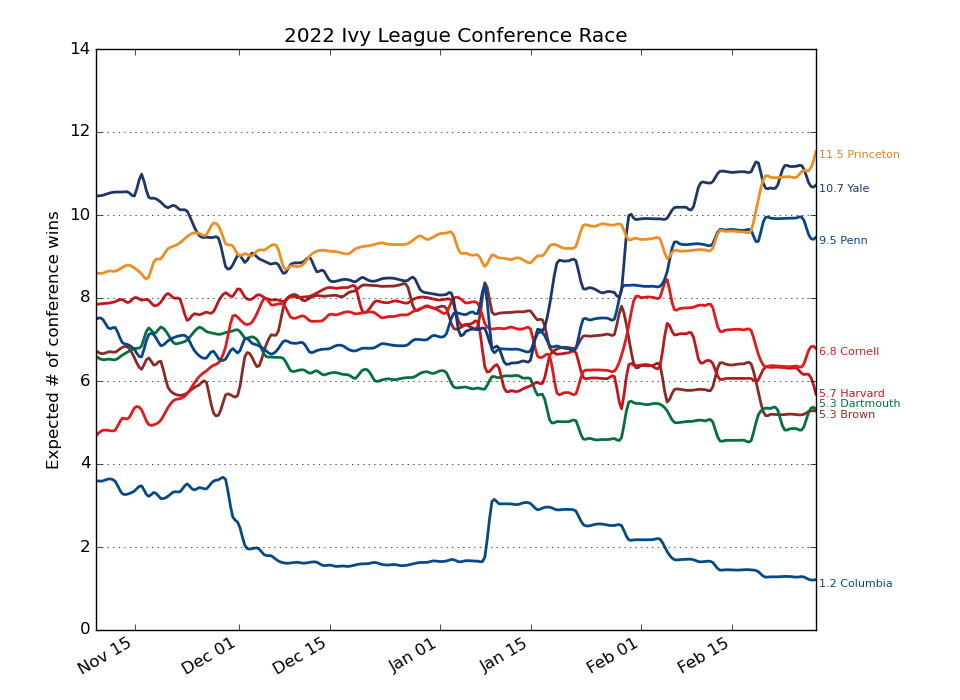 2022 Ivy League Conference Race
Expected # of conference wins
14
12
10
8
6
4
2
0
11.5 Princeton
10.7 Yale
9.5 Penn
6.8 Cornell
5.7 Harvard
5.3 Dartmouth
5.3 Brown
1.2 Columbia
Nov 15
Dec 01
Dec 15
Jan 01
Jan 15
Feb 01
Feb 15